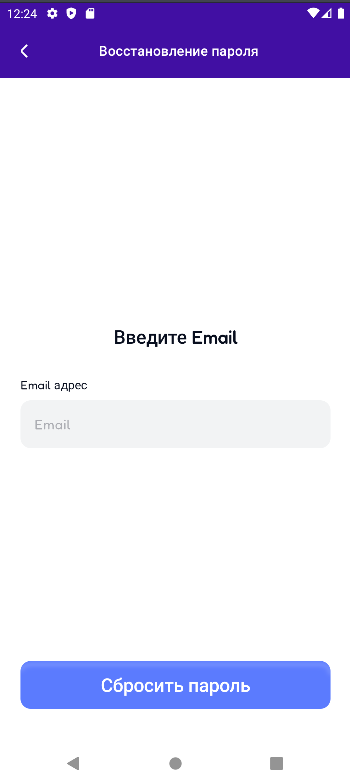 12:24
Восстановление пароля
Введите Email
Email адрес
Email
Сбросить пароль